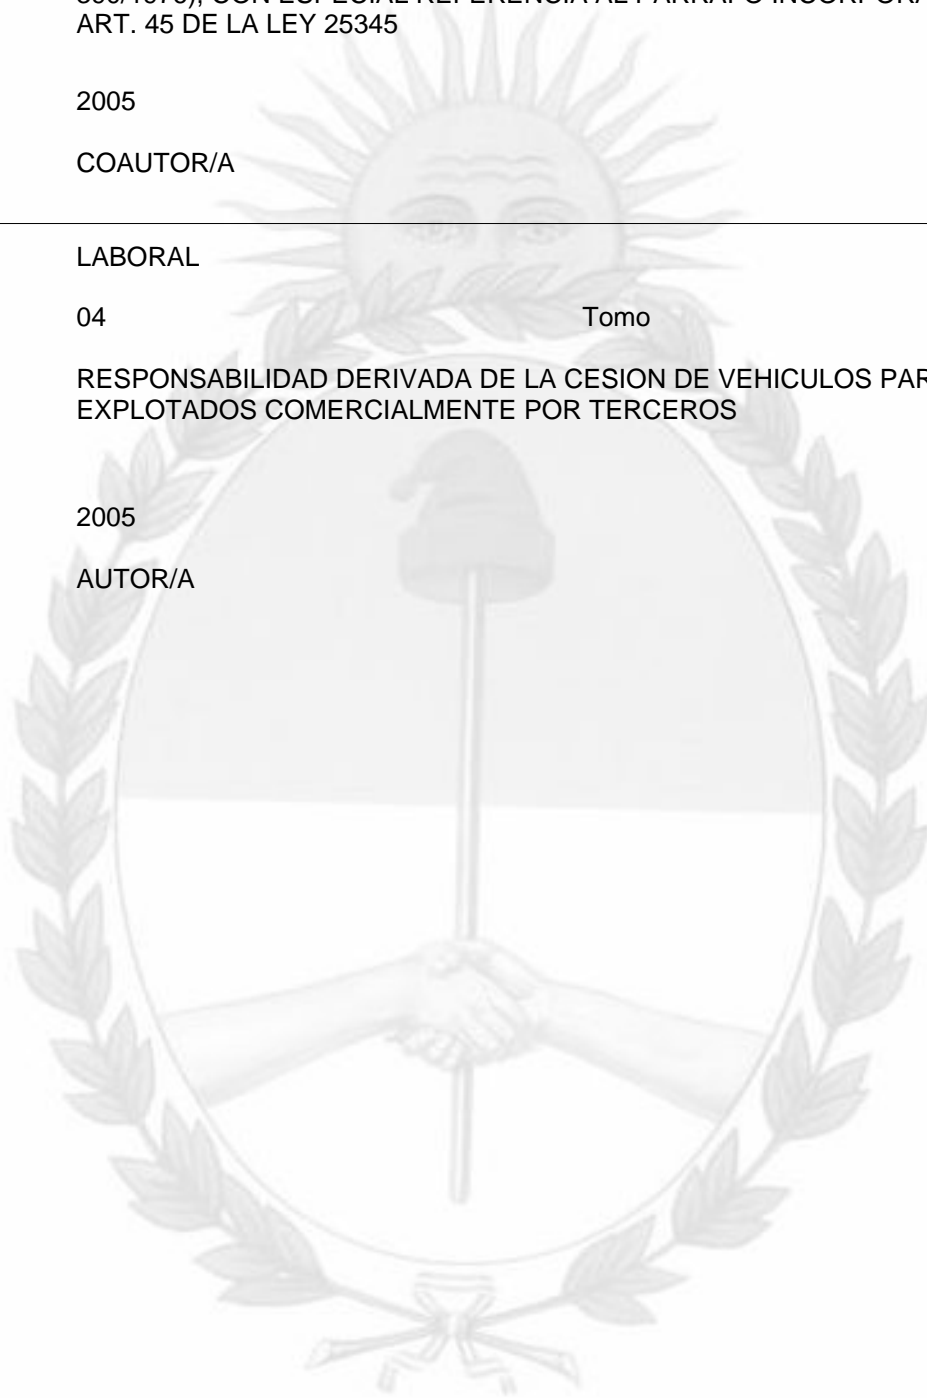 ART. 45 DE LA LEY 25345
2005
COAUTOR/A
LABORAL
04 Tomo
RESPONSABILIDAD DERIVADA DE LA CESION DE VEHICULOS
EXPLOTADOS COMERCIALMENTE POR TERCEROS
2005
AUTOR/A